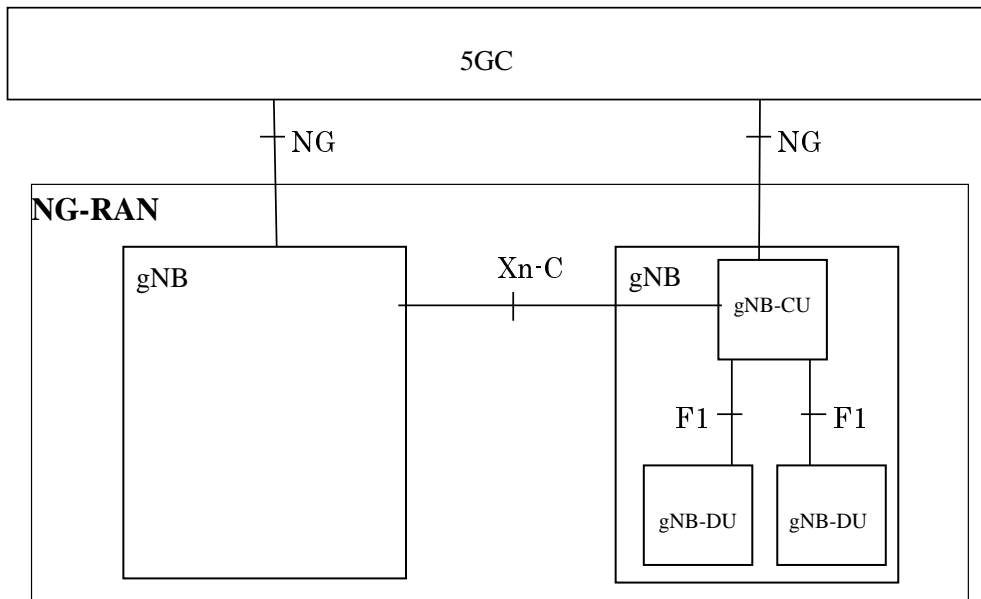 5GC
NG
NG
NG-RAN
gNB
Xn-C
gNB
gNB-CU
F1
F1
gNB-DU
gNB-DU